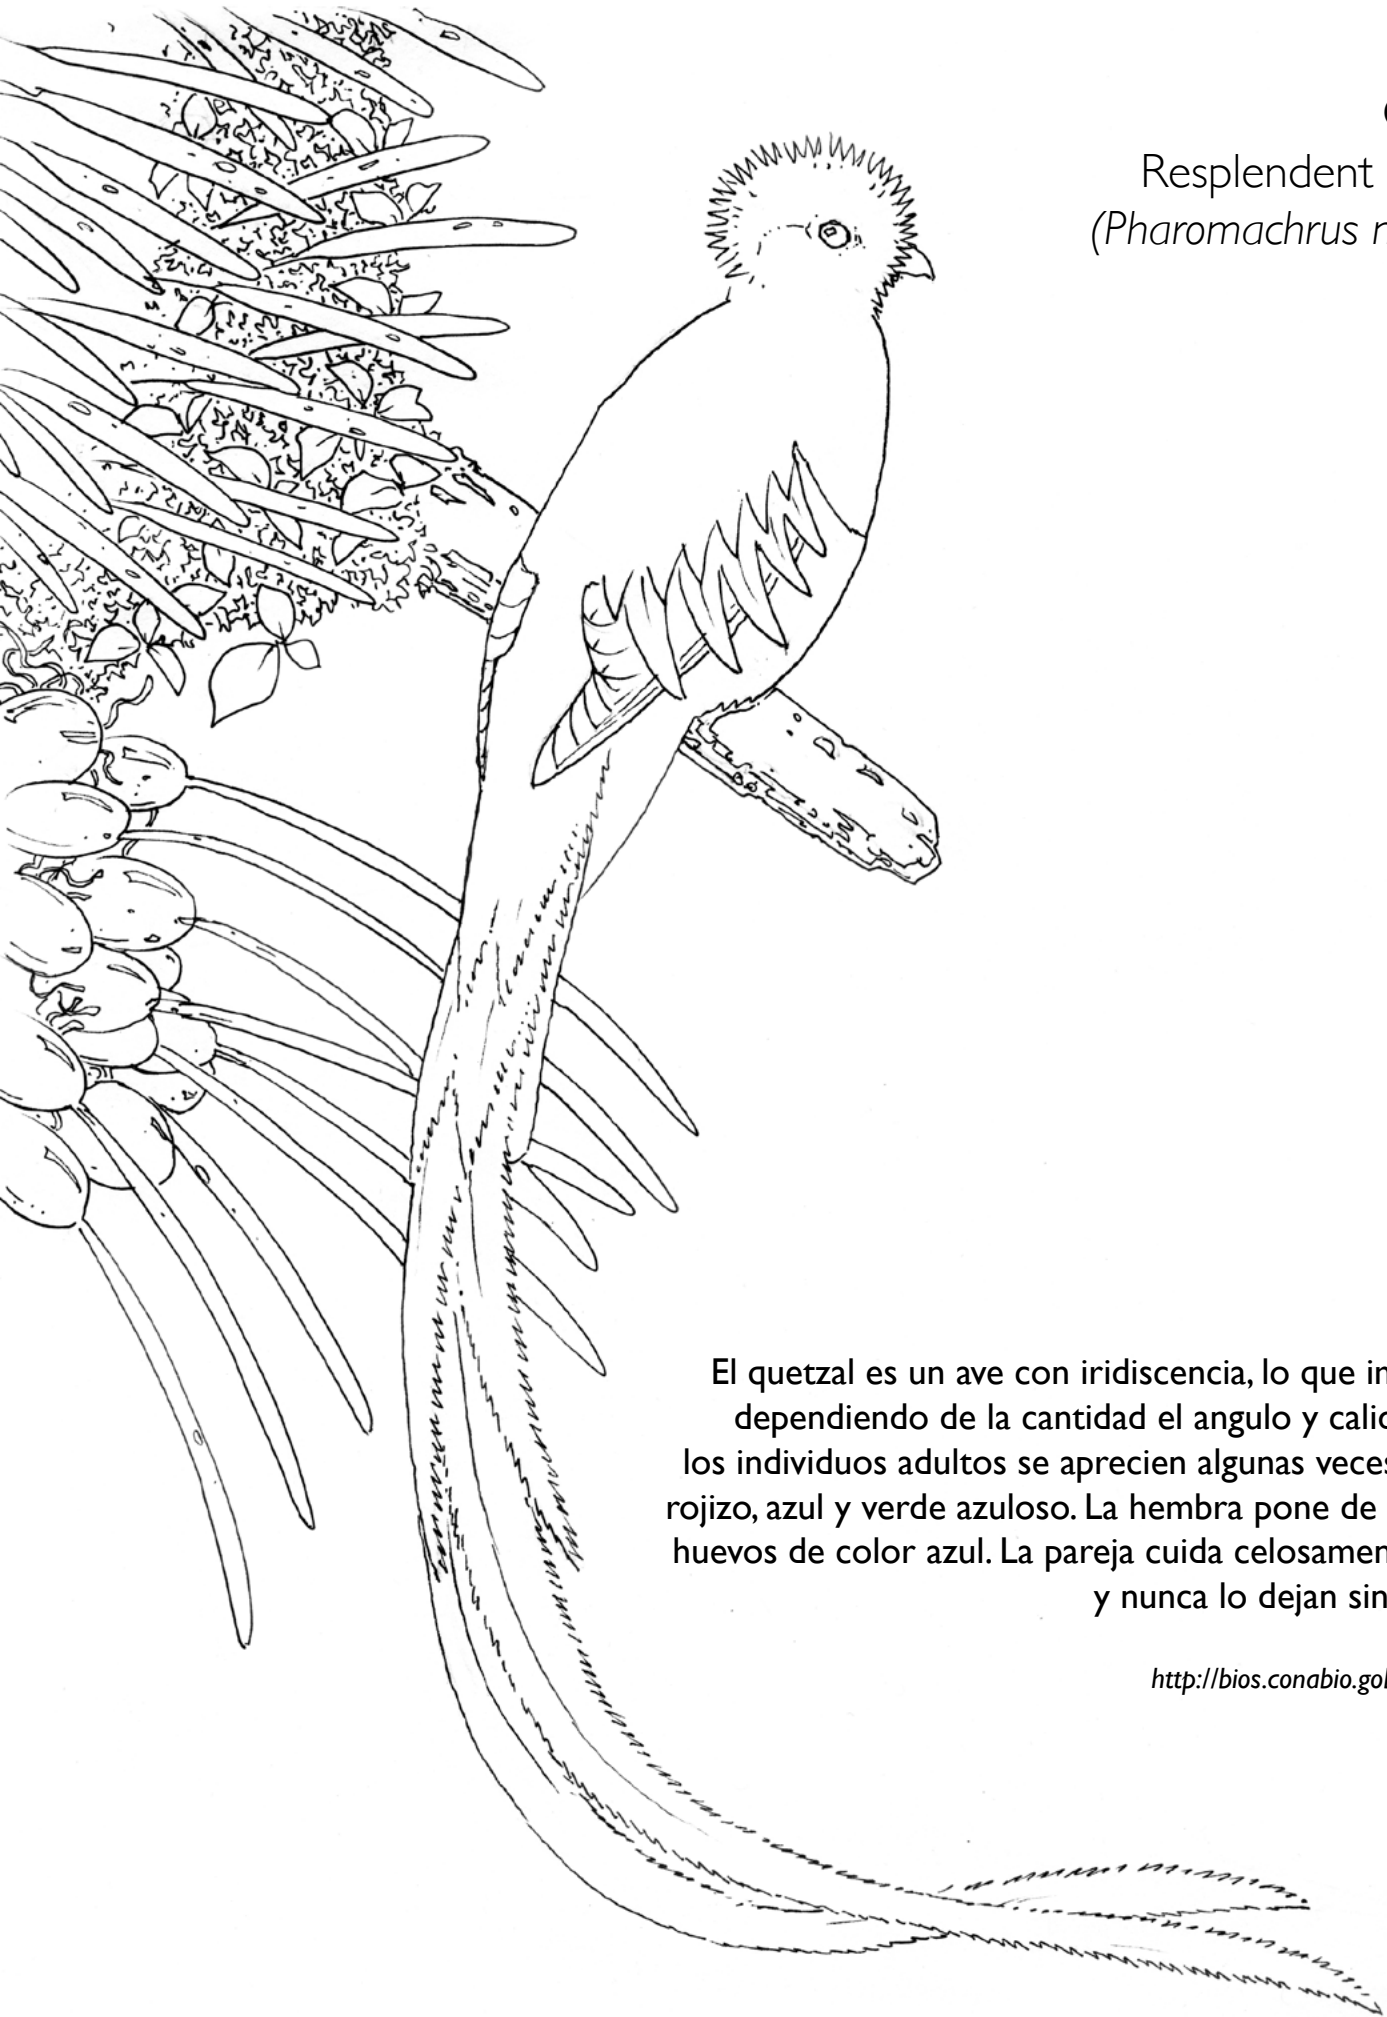 Resplendent
(Pharomachrus
El quetzal es un ave con iridiscencia, lo que
dependiendo de la cantidad el angulo y
los individuos adultos se aprecien algunas veces
rojizo, azul y verde azuloso. La hembra pone de
huevos de color azul. La pareja cuida
y nunca lo dejan sin
http://bios.conabio.go